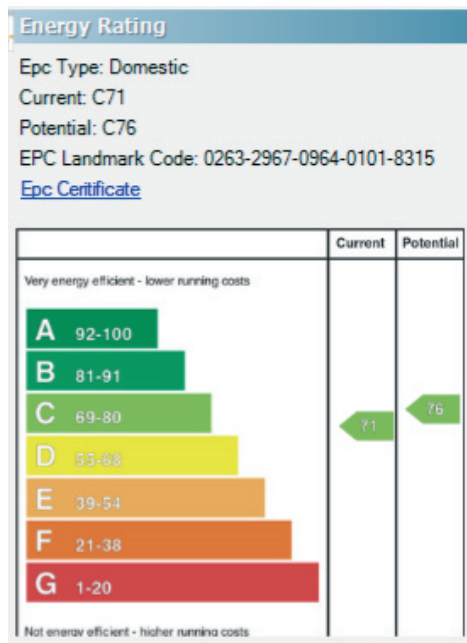 Energy Rating
Epc Type: Domestic
Current: C71
Potential: C76
EPC Landmark Code: 0263-2967-0964-0101-8315
Epc Ceritificate
Current Potential
Very energy efficient - lower running costs
A 92-100
B 81-91
C 69-80
71
76
D 55-68
E 39-54
F 21-38
G 1-20
Not energy efficient - higher running costs